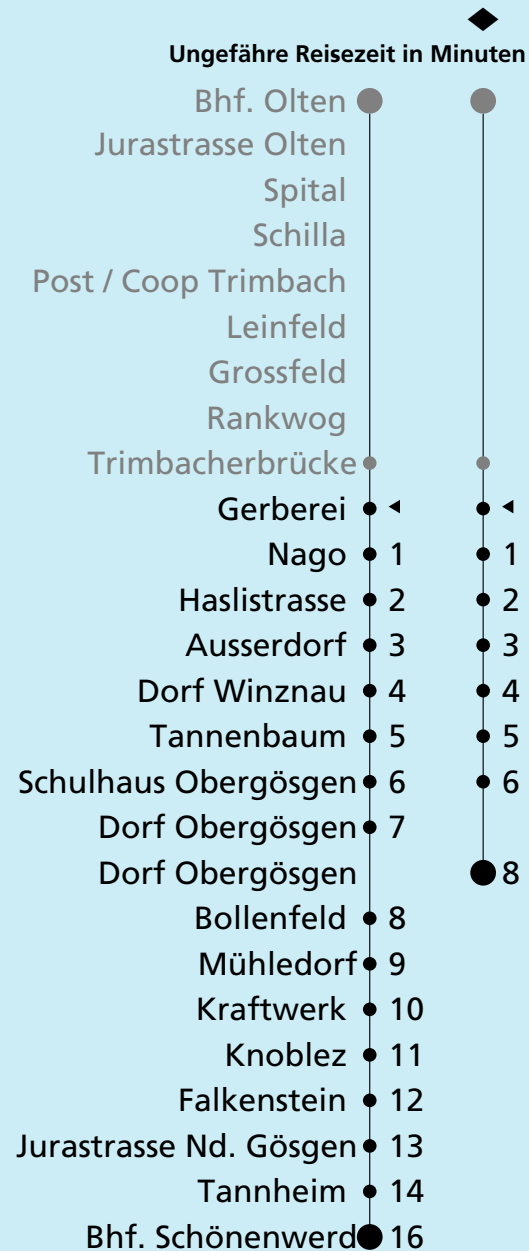 Ungefähre Reisezeit in Minuten
Bhf. Olten
Jurastrasse Olten
Spital
Schilla
Post / Coop Trimbach
Leinfeld
Grossfeld
Rankwog
Trimbacherbrücke
Gerberei
Nago 1 1
Haslistrasse 2 2
Ausserdorf 3 3
Dorf Winznau 4 4
Tannenbaum 5 5
Schulhaus Obergösgen 6 6
Dorf Obergösgen 7
Dorf Obergösgen 8
Bollenfeld 8
Mühledorf 9
Kraftwerk 10
Knoblez 11
Falkenstein 12
Jurastrasse Nd. Gösgen 13
Tannheim 14
Bhf. Schönenwerd 16